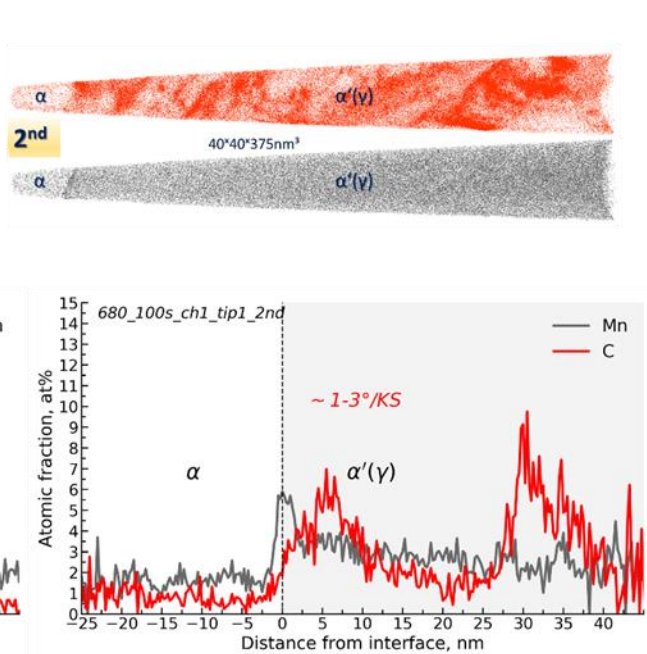 α
α′(γ)
2nd
40*40*375nm³
α
α′(γ)
680_100s_ch1_tip1_2nd
Mn
C
~ 1-3°/KS
α
α′(γ)
Atomic fraction, at%
15
14
13
12
11
10
9
8
7
6
5
4
3
2
1
0
−25 −20 −15 −10 −5 0 5 10 15 20 25 30 35 40
Distance from interface, nm